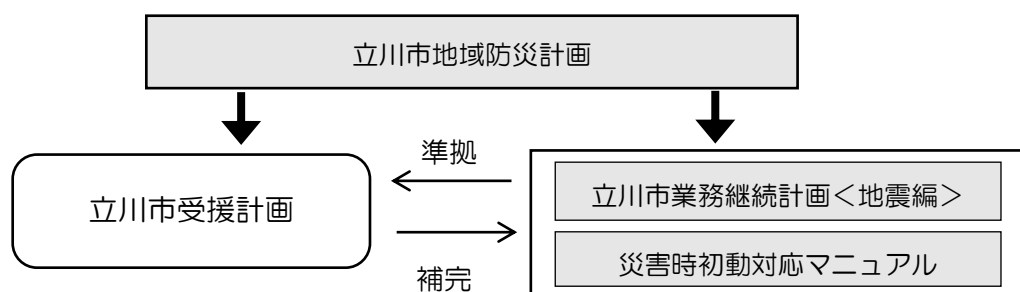 立川市地域防災計画
準拠
立川市受援計画
立川市業務継続計画＜地震編＞
補完
災害時初動対応マニュアル